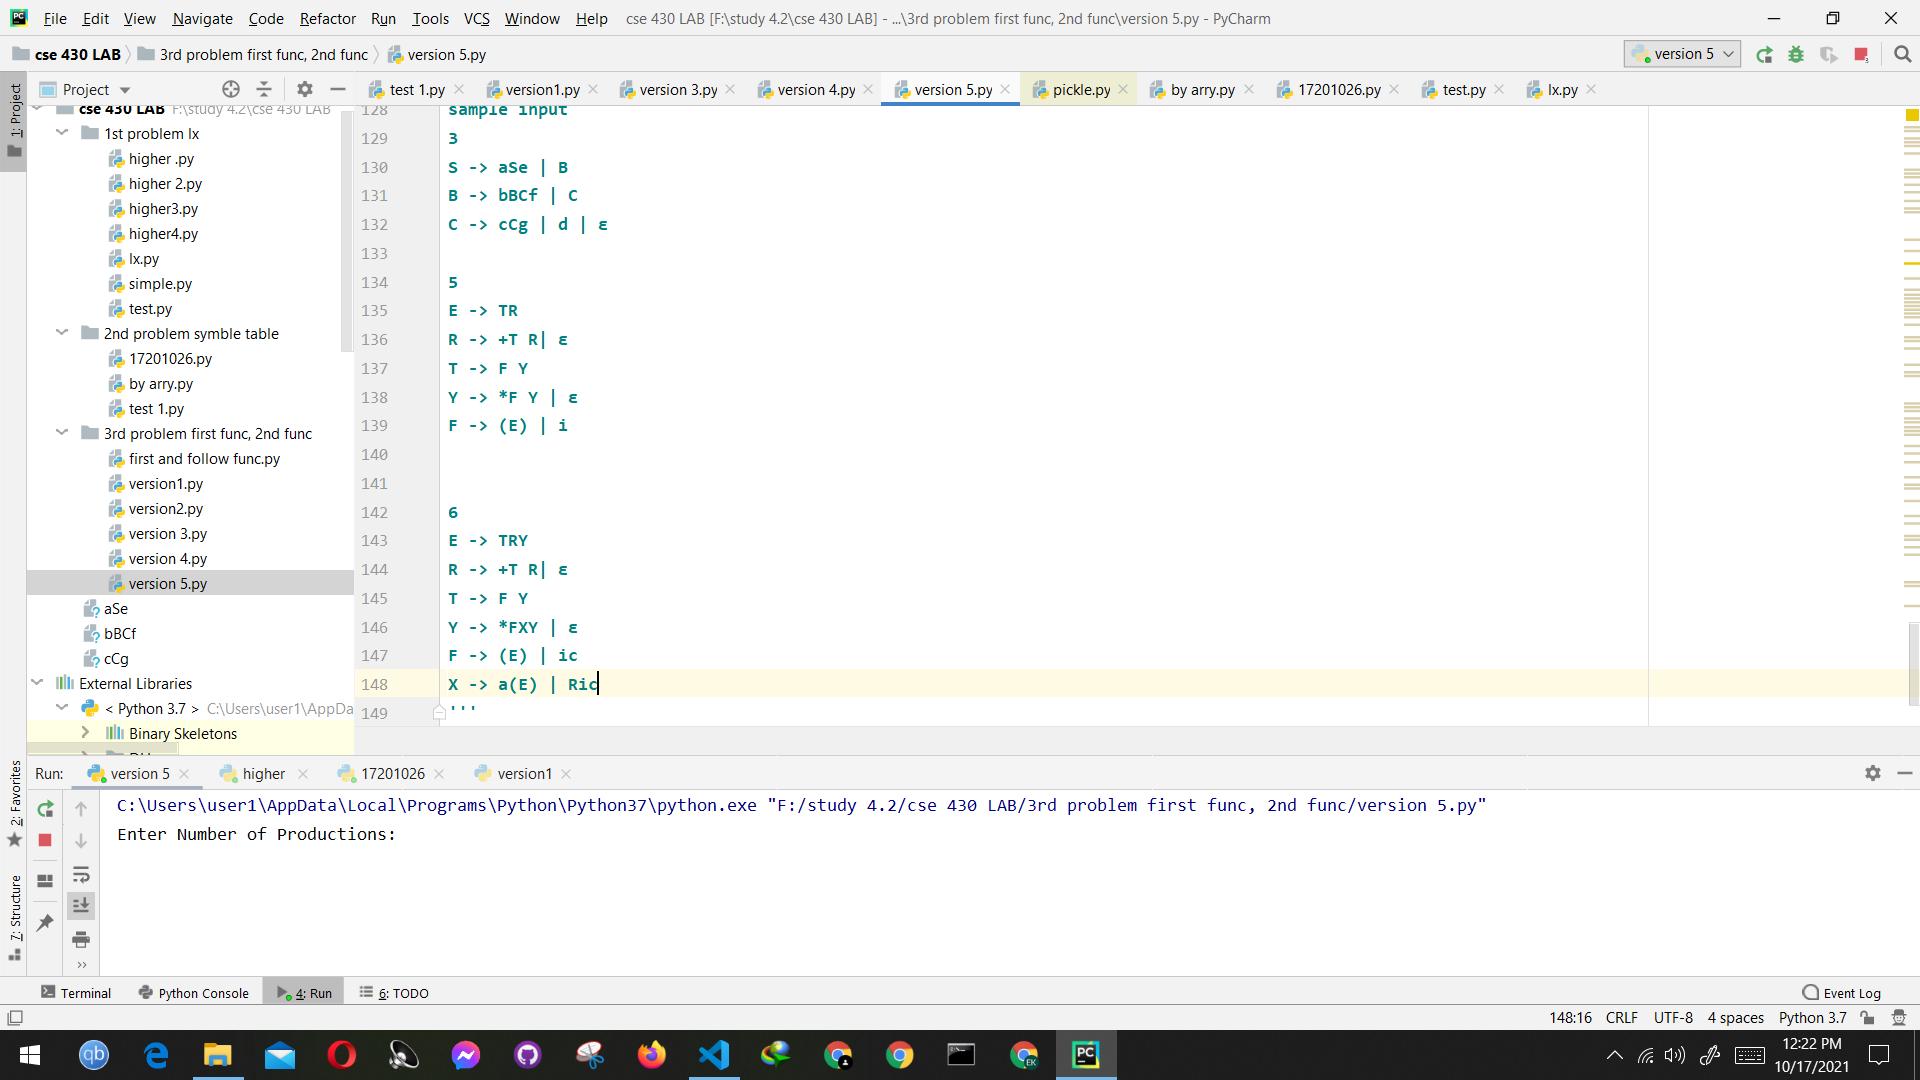 File Edit View Navigate Code Refactor Run Tools VCS Window Help cse 430 LAB [F:\study 4.2\cse 430 LAB] - ...\3rd problem first func, 2nd func\version 5.py - PyCharm
cse 430 LAB 3rd problem first func, 2nd func version 5.py version 5
1: Project
Project test 1.py version1.py version 3.py version 4.py version 5.py pickle.py by arry.py 17201026.py test.py lx.py
cse 430 LAB F:\study 4.2\cse 430 LAB
1st problem lx
higher .py
higher 2.py
higher3.py
higher4.py
lx.py
simple.py
test.py
2nd problem symble table
17201026.py
by arry.py
test 1.py
3rd problem first func, 2nd func
first and follow func.py
version1.py
version2.py
version 3.py
version 4.py
version 5.py
aSe
bBCf
cCg
External Libraries
< Python 3.7 > C:\Users\user1\AppDa
Binary Skeletons
128 sample input
129 3
130 S -> aSe | B
131 B -> bBCf | C
132 C -> cCg | d | ε
133
134 5
135 E -> TR
136 R -> +T R| ε
137 T -> F Y
138 Y -> *F Y | ε
139 F -> (E) | i
140
141
142 6
143 E -> TRY
144 R -> +T R| ε
145 T -> F Y
146 Y -> *FXY | ε
147 F -> (E) | ic
148 X -> a(E) | Ric
149 '''
Run: version 5 higher 17201026 version1
C:\Users\user1\AppData\Local\Programs\Python\Python37\python.exe "F:/study 4.2/cse 430 LAB/3rd problem first func, 2nd func/version 5.py"
Enter Number of Productions:
2: Favorites
7: Structure
Terminal Python Console 4: Run 6: TODO Event Log
148:16 CRLF UTF-8 4 spaces Python 3.7
12:22 PM
10/17/2021